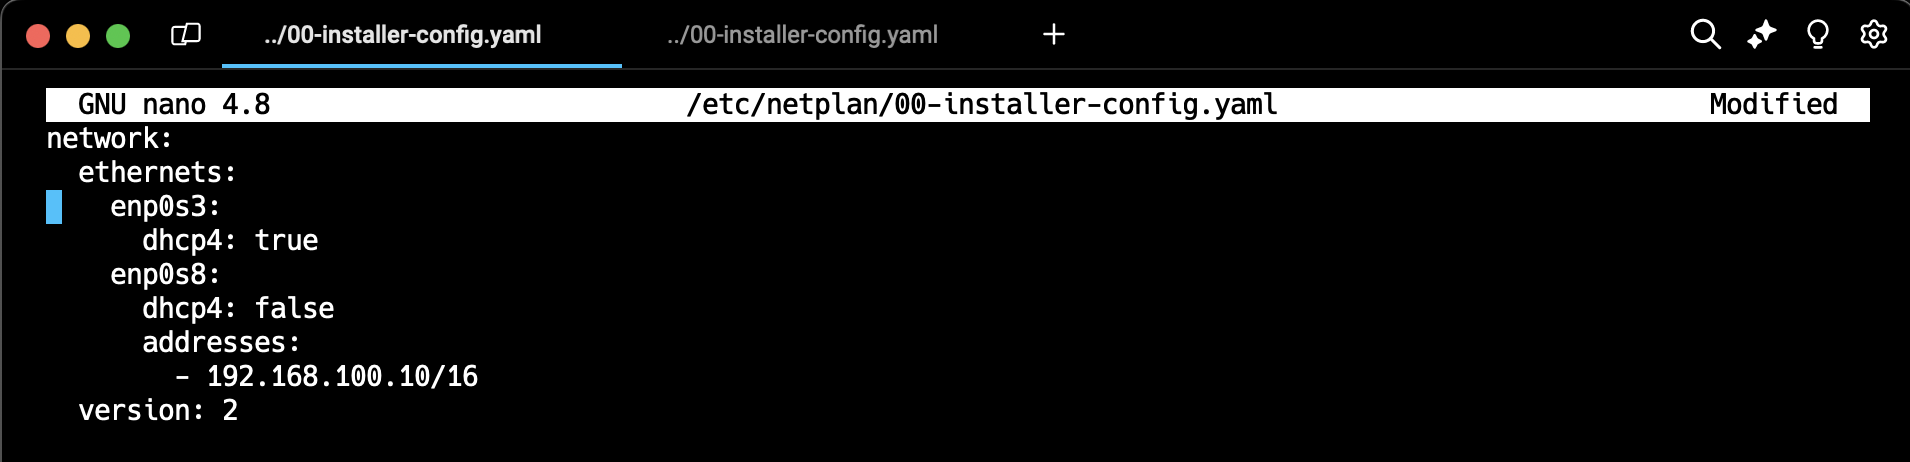 ../00-installer-config.yaml ../00-installer-config.yaml +
GNU nano 4.8 /etc/netplan/00-installer-config.yaml Modified
network:
  ethernets:
    enp0s3:
      dhcp4: true
    enp0s8:
      dhcp4: false
      addresses:
        - 192.168.100.10/16
  version: 2